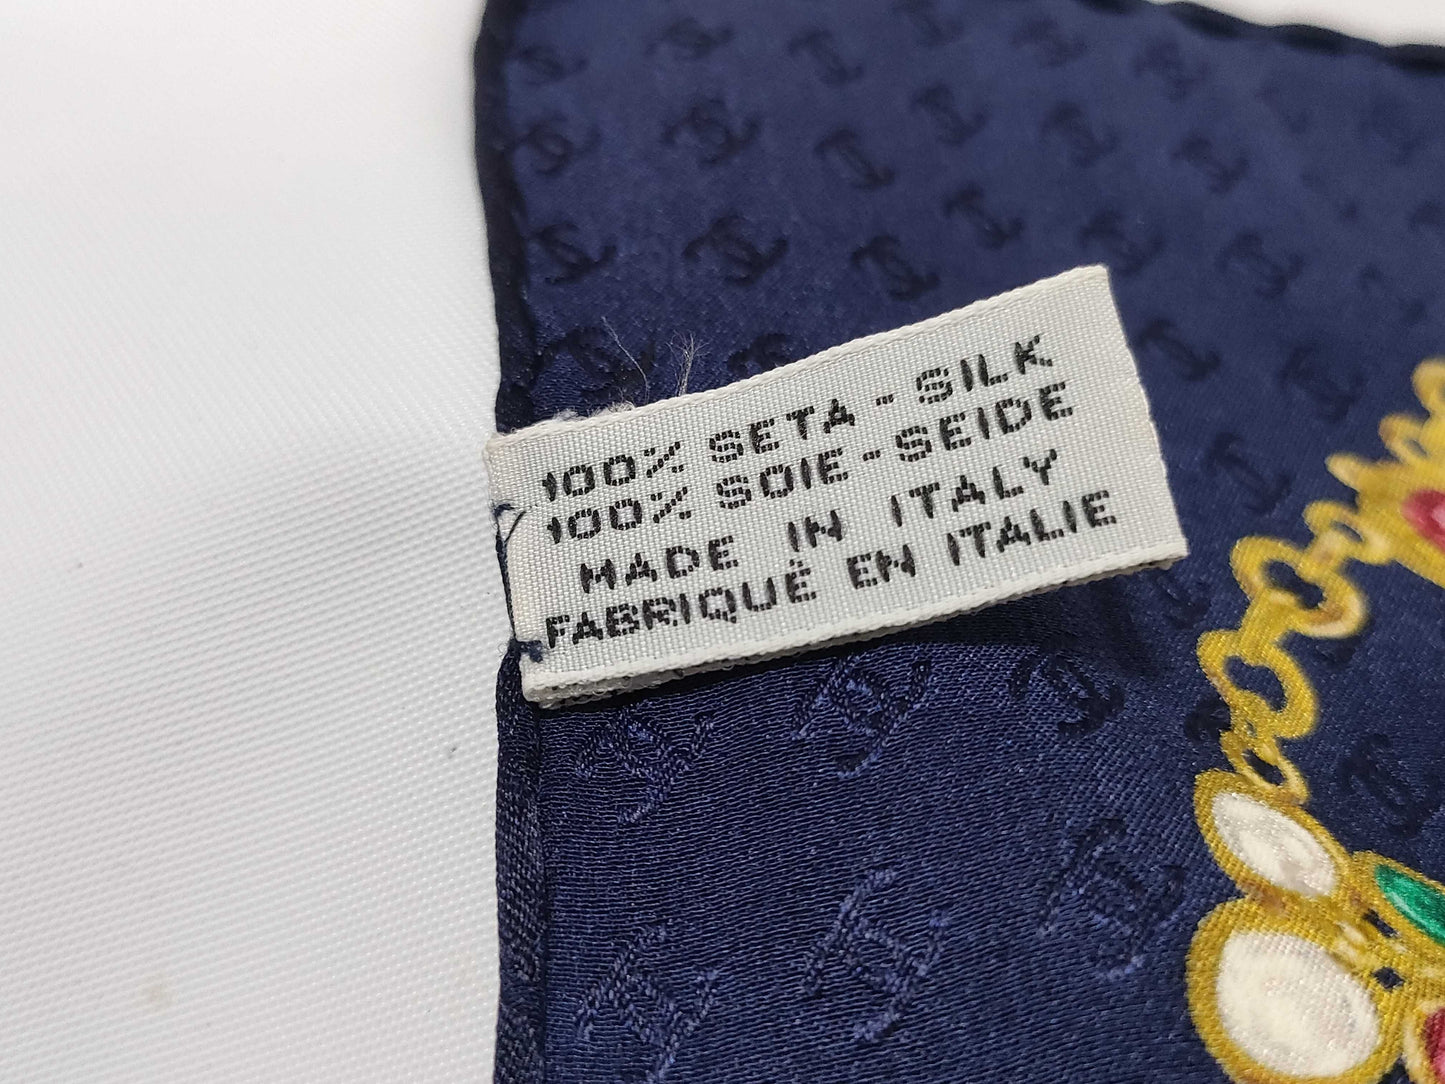 100% SETA - SILK
100% SOIE - SEIDE
MADE IN ITALY
FABRIQUÉ EN ITALIE